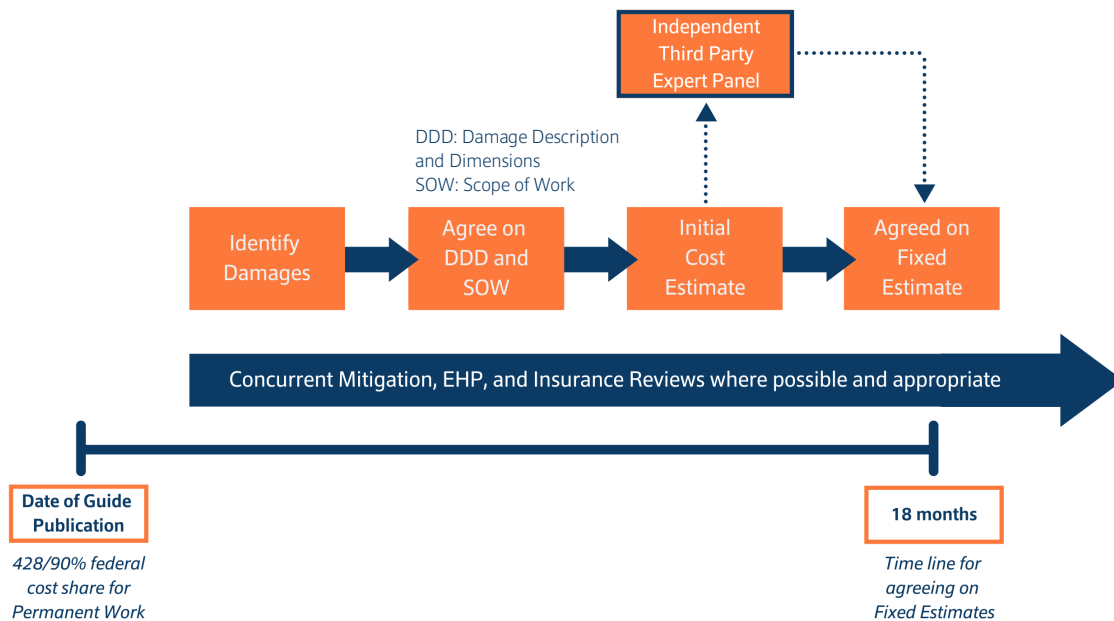 Independent
Third Party
Expert Panel
DDD: Damage Description
and Dimensions
SOW: Scope of Work
Identify
Damages
Agree on
DDD and
SOW
Initial
Cost
Estimate
Agreed on
Fixed
Estimate
Concurrent Mitigation, EHP, and Insurance Reviews where possible and appropriate
Date of Guide
Publication
428/90% federal
cost share for
Permanent Work
18 months
Time line for
agreeing on
Fixed Estimates